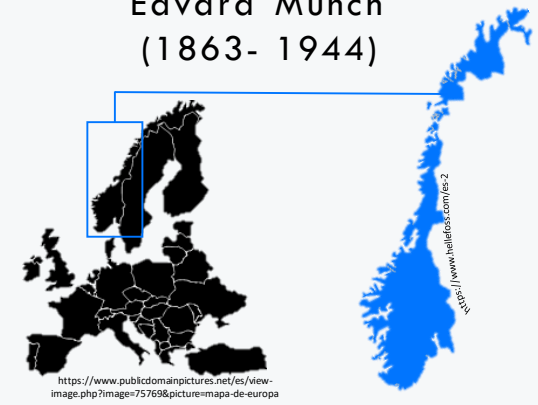 Edvard Munch
(1863- 1944)
https://www.hellefoss.com/es-2
https://www.publicdomainpictures.net/es/view-
image.php?image=75769&picture=mapa-de-europa